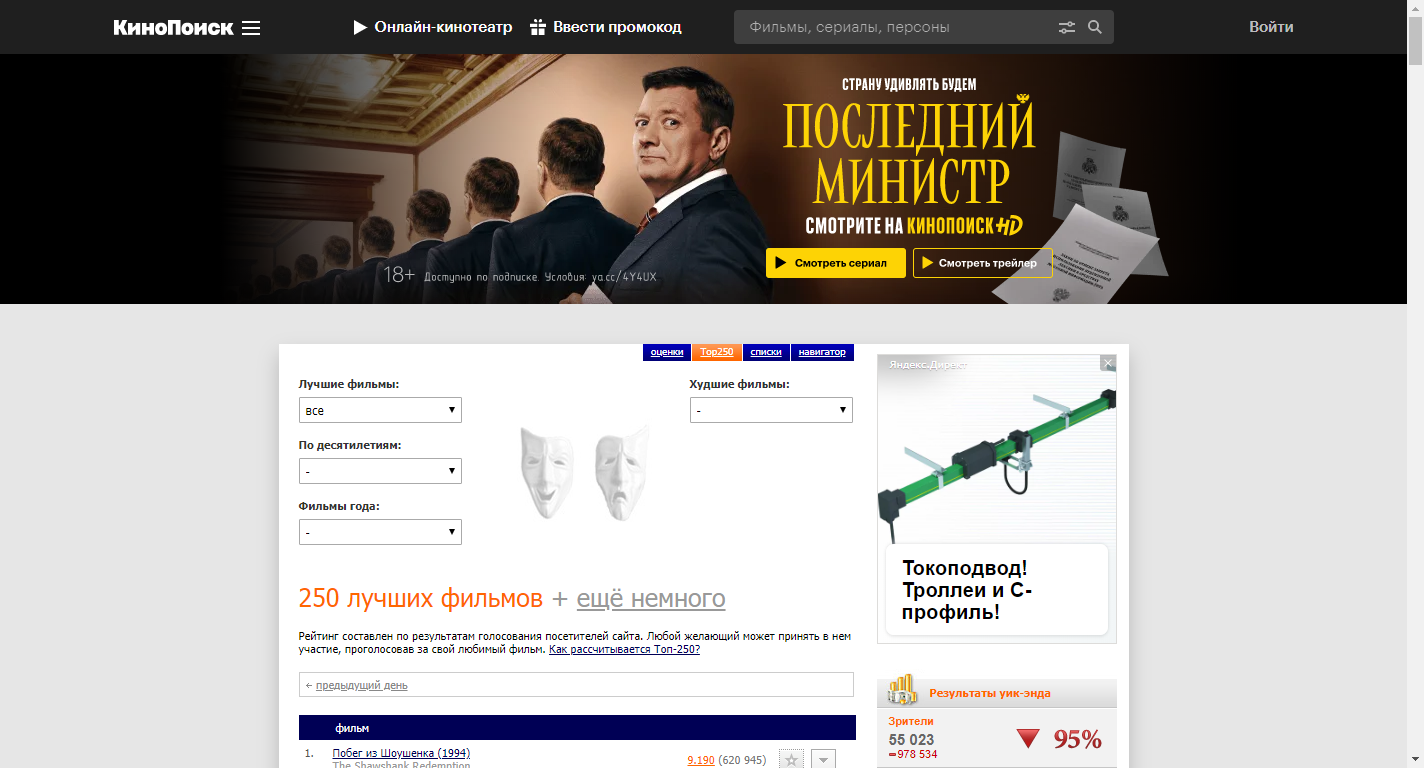 КиноПоиск
Онлайн-кинотеатр
Ввести промокод
Фильмы, сериалы, персоны
Войти
СТРАНУ УДИВЛЯТЬ БУДЕМ
ПОСЛЕДНИЙ
МИНИСТР
СМОТРИТЕ НА КИНОПОИСК HD
Смотреть сериал
Смотреть трейлер
18+ Доступно по подписке. Условия: ya.cc/4Y4UX
оценки
Top250
списки
навигатор
Лучшие фильмы:
все
Худшие фильмы:
-
По десятилетиям:
-
Фильмы года:
-
250 лучших фильмов + ещё немного
Рейтинг составлен по результатам голосования посетителей сайта. Любой желающий может принять в нем
участие, проголосовав за свой любимый фильм. Как рассчитывается Топ-250?
← предыдущий день
фильм
1. Побег из Шоушенка (1994)
The Shawshank Redemption
9.190 (620 945)
Яндекс.Директ
Токоподвод!
Троллеи и С-
профиль!
Результаты уик-энда
Зрители
55 023
978 534
95%